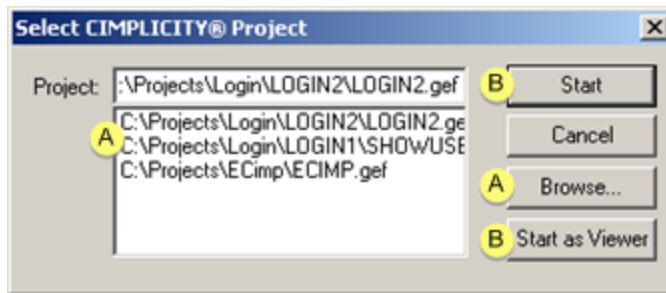 Select CIMPLICITY® Project
Project: :\Projects\Login\LOGIN2\LOGIN2.gef
B Start
A C:\Projects\Login\LOGIN2\LOGIN2.ge
C:\Projects\Login\LOGIN1\SHOWUSE
C:\Projects\ECimp\ECIMP.gef
Cancel
A Browse...
B Start as Viewer